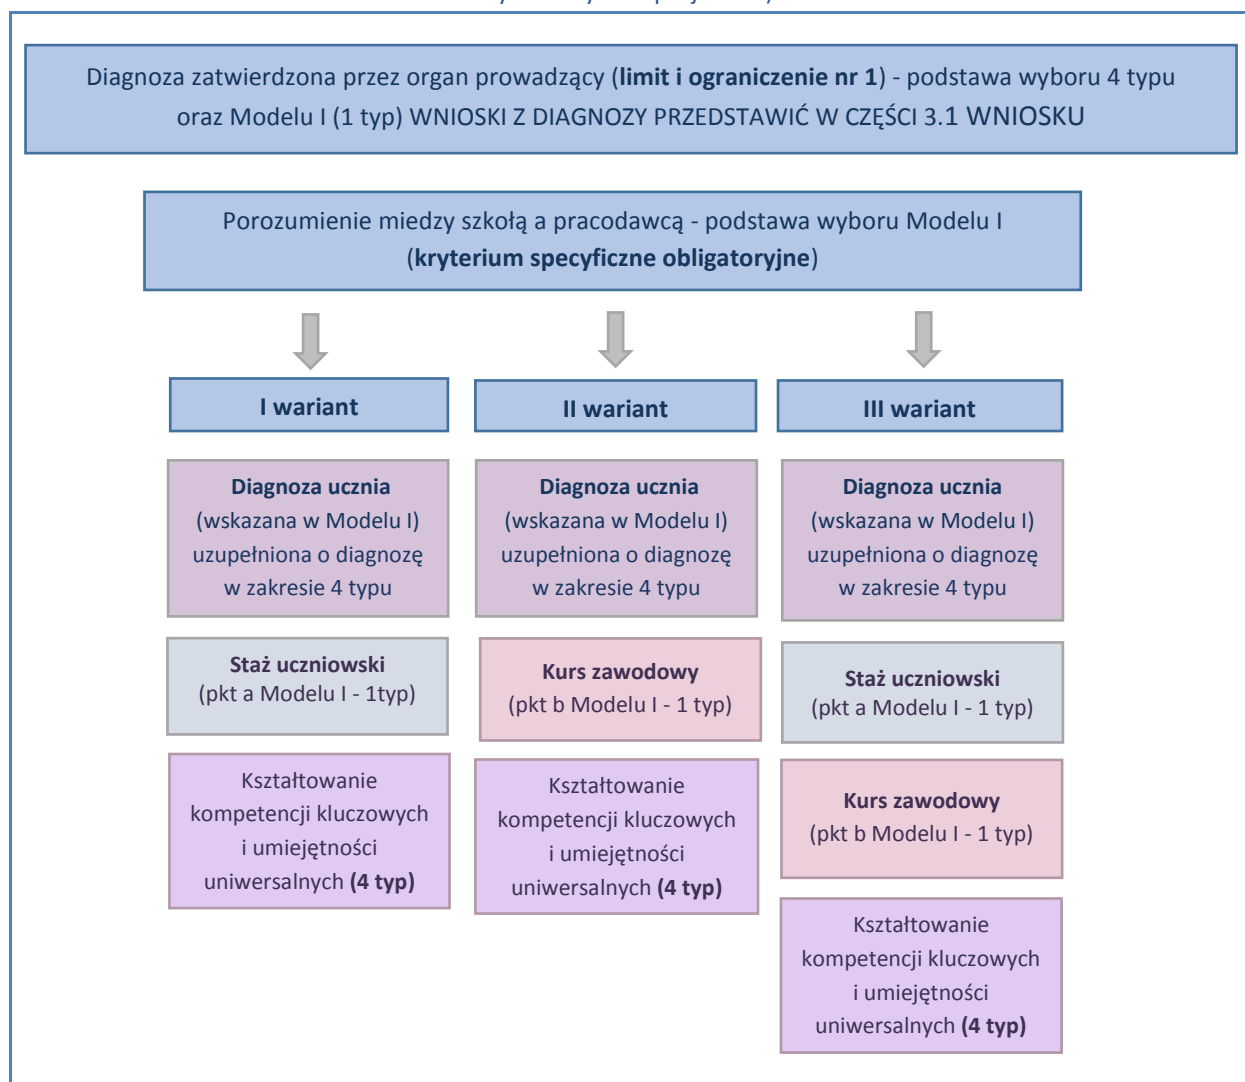 Diagnoza zatwierdzona przez organ prowadzący (limit i ograniczenie nr 1) - podstawa wyboru 4 typu
oraz Modelu I (1 typ) WNIOSKI Z DIAGNOZY PRZEDSTAWIĆ W CZĘŚCI 3.1 WNIOSKU
Porozumienie miedzy szkołą a pracodawcą - podstawa wyboru Modelu I
(kryterium specyficzne obligatoryjne)
I wariant
Diagnoza ucznia
(wskazana w Modelu I)
uzupełniona o diagnozę
w zakresie 4 typu
Staż uczniowski
(pkt a Modelu I - 1typ)
Kształtowanie
kompetencji kluczowych
i umiejętności
uniwersalnych (4 typ)
II wariant
Diagnoza ucznia
(wskazana w Modelu I)
uzupełniona o diagnozę
w zakresie 4 typu
Kurs zawodowy
(pkt b Modelu I - 1 typ)
Kształtowanie
kompetencji kluczowych
i umiejętności
uniwersalnych (4 typ)
III wariant
Diagnoza ucznia
(wskazana w Modelu I)
uzupełniona o diagnozę
w zakresie 4 typu
Staż uczniowski
(pkt a Modelu I - 1 typ)
Kurs zawodowy
(pkt b Modelu I - 1 typ)
Kształtowanie
kompetencji kluczowych
i umiejętności
uniwersalnych (4 typ)